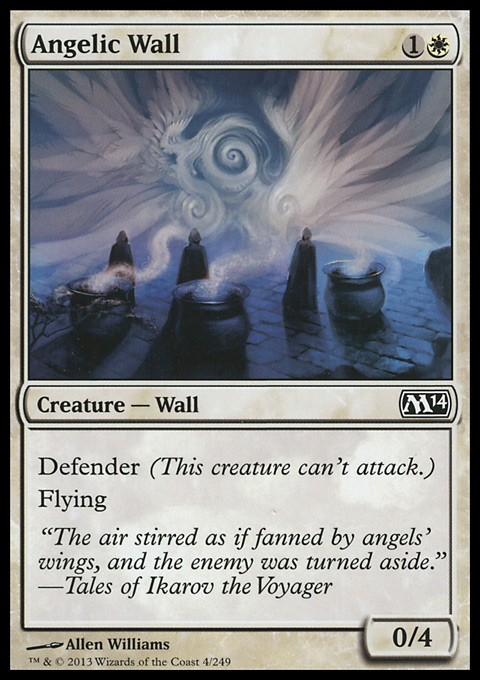 Angelic Wall 1
Creature — Wall M14
Defender (This creature can't attack.)
Flying
"The air stirred as if fanned by angels'
wings, and the enemy was turned aside."
—Tales of Ikarov the Voyager
0/4
Allen Williams
™ & © 2013 Wizards of the Coast 4/249